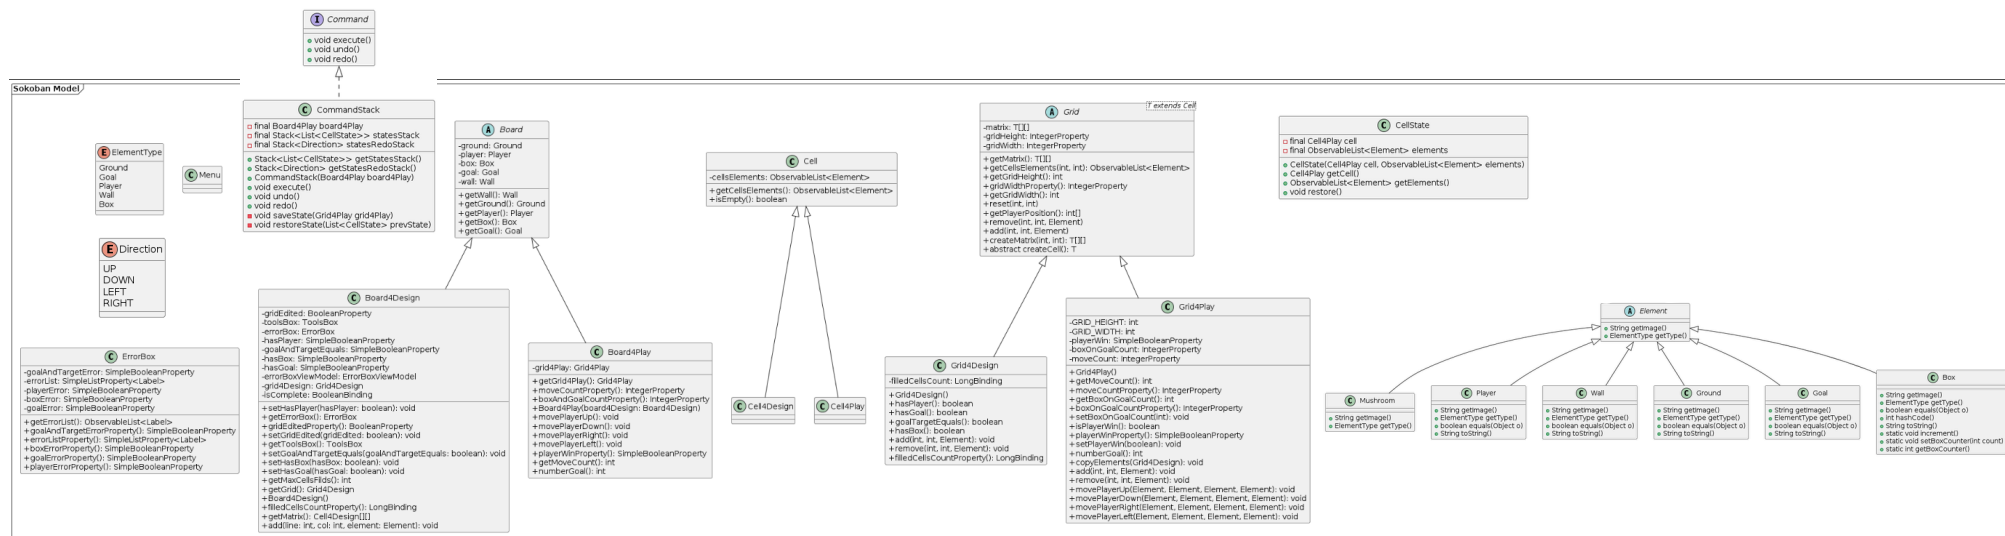 Command
void execute()
void undo()
void redo()
Sokoban Model
ElementType
Ground
Goal
Player
Wall
Box
Menu
Direction
UP
DOWN
LEFT
RIGHT
ErrorBox
-goalAndTargetError: SimpleBooleanProperty
-errorList: SimpleListProperty<Label>
-playerError: SimpleBooleanProperty
-boxError: SimpleBooleanProperty
-goalError: SimpleBooleanProperty
+getErrorList(): ObservableList<Label>
+goalAndTargetErrorProperty(): SimpleBooleanProperty
+errorListProperty(): SimpleListProperty<Label>
+boxErrorProperty(): SimpleBooleanProperty
+goalErrorProperty(): SimpleBooleanProperty
+playerErrorProperty(): SimpleBooleanProperty
CommandStack
final Board4Play board4Play
final Stack<List<CellState>> statesStack
final Stack<Direction> statesRedoStack
Stack<List<CellState>> getStatesStack()
Stack<Direction> getStatesRedoStack()
CommandStack(Board4Play board4Play)
void execute()
void undo()
void redo()
void saveState(Grid4Play grid4Play)
void restoreState(List<CellState> prevState)
Board
-ground: Ground
-player: Player
-box: Box
-goal: Goal
-wall: Wall
+getWall(): Wall
+getGround(): Ground
+getPlayer(): Player
+getBox(): Box
+getGoal(): Goal
Board4Design
-gridEdited: BooleanProperty
-toolsBox: ToolsBox
-errorBox: ErrorBox
-hasPlayer: SimpleBooleanProperty
-goalAndTargetEquals: SimpleBooleanProperty
-hasBox: SimpleBooleanProperty
-hasGoal: SimpleBooleanProperty
-errorBoxViewModel: ErrorBoxViewModel
-grid4Design: Grid4Design
-isComplete: BooleanBinding
+setHasPlayer(hasPlayer: boolean): void
+getErrorBox(): ErrorBox
+gridEditedProperty(): BooleanProperty
+setGridEdited(gridEdited: boolean): void
+getToolsBox(): ToolsBox
+setGoalAndTargetEquals(goalAndTargetEquals: boolean): void
+setHasBox(hasBox: boolean): void
+setHasGoal(hasGoal: boolean): void
+getMaxCellsFilds(): int
+getGrid(): Grid4Design
+Board4Design()
+filledCellsCountProperty(): LongBinding
+getMatrix(): Cell4Design[][]
+add(line: int, col: int, element: Element): void
Board4Play
-grid4Play: Grid4Play
+getGrid4Play(): Grid4Play
+moveCountProperty(): IntegerProperty
+boxAndGoalCountProperty(): IntegerProperty
+Board4Play(board4Design: Board4Design)
+movePlayerUp(): void
+movePlayerDown(): void
+movePlayerRight(): void
+movePlayerLeft(): void
+playerWinProperty(): SimpleBooleanProperty
+getMoveCount(): int
+numberGoal(): int
Cell
-cellsElements: ObservableList<Element>
+getCellsElements(): ObservableList<Element>
+isEmpty(): boolean
Cell4Design
Cell4Play
Grid
T extends Cell
-matrix: T[][]
-gridHeight: IntegerProperty
-gridWidth: IntegerProperty
+getMatrix(): T[][]
+getCellsElements(int, int): ObservableList<Element>
+getGridHeight(): int
+gridWidthProperty(): IntegerProperty
+getGridWidth(): int
+reset(int, int)
+getPlayerPosition(): int[]
+remove(int, int, Element)
+add(int, int, Element)
+createMatrix(int, int): T[][]
+abstract createCell(): T
Grid4Design
-filledCellsCount: LongBinding
+Grid4Design()
+hasPlayer(): boolean
+hasGoal(): boolean
+goalTargetEquals(): boolean
+hasBox(): boolean
+add(int, int, Element): void
+remove(int, int, Element): void
+filledCellsCountProperty(): LongBinding
Grid4Play
-GRID_HEIGHT: int
-GRID_WIDTH: int
-playerWin: SimpleBooleanProperty
-boxOnGoalCount: IntegerProperty
-moveCount: IntegerProperty
+Grid4Play()
+getMoveCount(): int
+moveCountProperty(): IntegerProperty
+getBoxOnGoalCount(): int
+boxOnGoalCountProperty(): IntegerProperty
+setBoxOnGoalCount(int): void
+isPlayerWin(): boolean
+playerWinProperty(): SimpleBooleanProperty
+setPlayerWin(boolean): void
+numberGoal(): int
+copyElements(Grid4Design): void
+add(int, int, Element): void
+remove(int, int, Element): void
+movePlayerUp(Element, Element, Element, Element): void
+movePlayerDown(Element, Element, Element, Element): void
+movePlayerRight(Element, Element, Element, Element): void
+movePlayerLeft(Element, Element, Element, Element): void
CellState
final Cell4Play cell
final ObservableList<Element> elements
CellState(Cell4Play cell, ObservableList<Element> elements)
Cell4Play getCell()
ObservableList<Element> getElements()
void restore()
Element
String getImage()
ElementType getType()
Mushroom
String getImage()
ElementType getType()
Player
String getImage()
ElementType getType()
boolean equals(Object o)
String toString()
Wall
String getImage()
ElementType getType()
boolean equals(Object o)
String toString()
Ground
String getImage()
ElementType getType()
boolean equals(Object o)
String toString()
Goal
String getImage()
ElementType getType()
boolean equals(Object o)
String toString()
Box
String getImage()
ElementType getType()
boolean equals(Object o)
int hashCode()
String toString()
static void increment()
static void setBoxCounter(int count)
static int getBoxCounter()